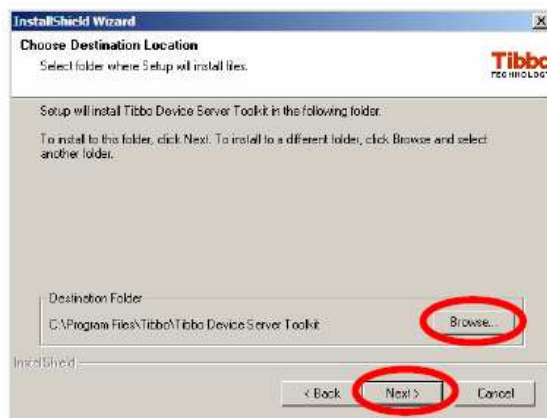 InstallShield Wizard
Choose Destination Location
Select folder where Setup will install files.
Tibbo
TECHNOLOGY
Setup will install Tibbo Device Server Toolkit in the following folder.
To install to this folder, click Next. To install to a different folder, click Browse and select
another folder.
Destination Folder
C:\Program Files\Tibbo\Tibbo Device Server Toolkit
Browse...
InstallShield
< Back
Next >
Cancel